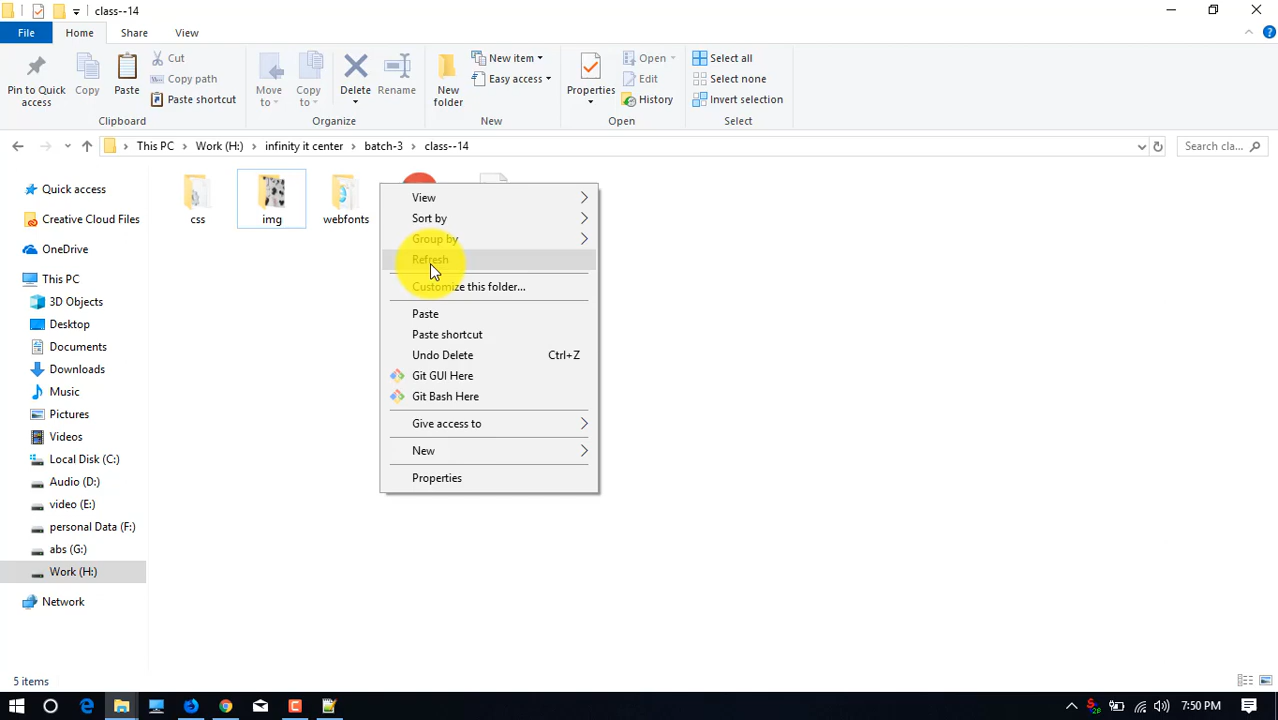 class--14
File
Home
Share
View
Pin to Quick access
Copy
Paste
Cut
Copy path
Paste shortcut
Clipboard
Move to
Copy to
Delete
Rename
Organize
New folder
New item
Easy access
New
Properties
Open
Edit
History
Open
Select all
Select none
Invert selection
Select
This PC
Work (H:)
infinity it center
batch-3
class--14
Search cla...
Quick access
Creative Cloud Files
OneDrive
This PC
3D Objects
Desktop
Documents
Downloads
Music
Pictures
Videos
Local Disk (C:)
Audio (D:)
video (E:)
personal Data (F:)
abs (G:)
Work (H:)
Network
css
img
webfonts
View
Sort by
Group by
Refresh
Customize this folder...
Paste
Paste shortcut
Undo Delete Ctrl+Z
Git GUI Here
Git Bash Here
Give access to
New
Properties
5 items
7:50 PM